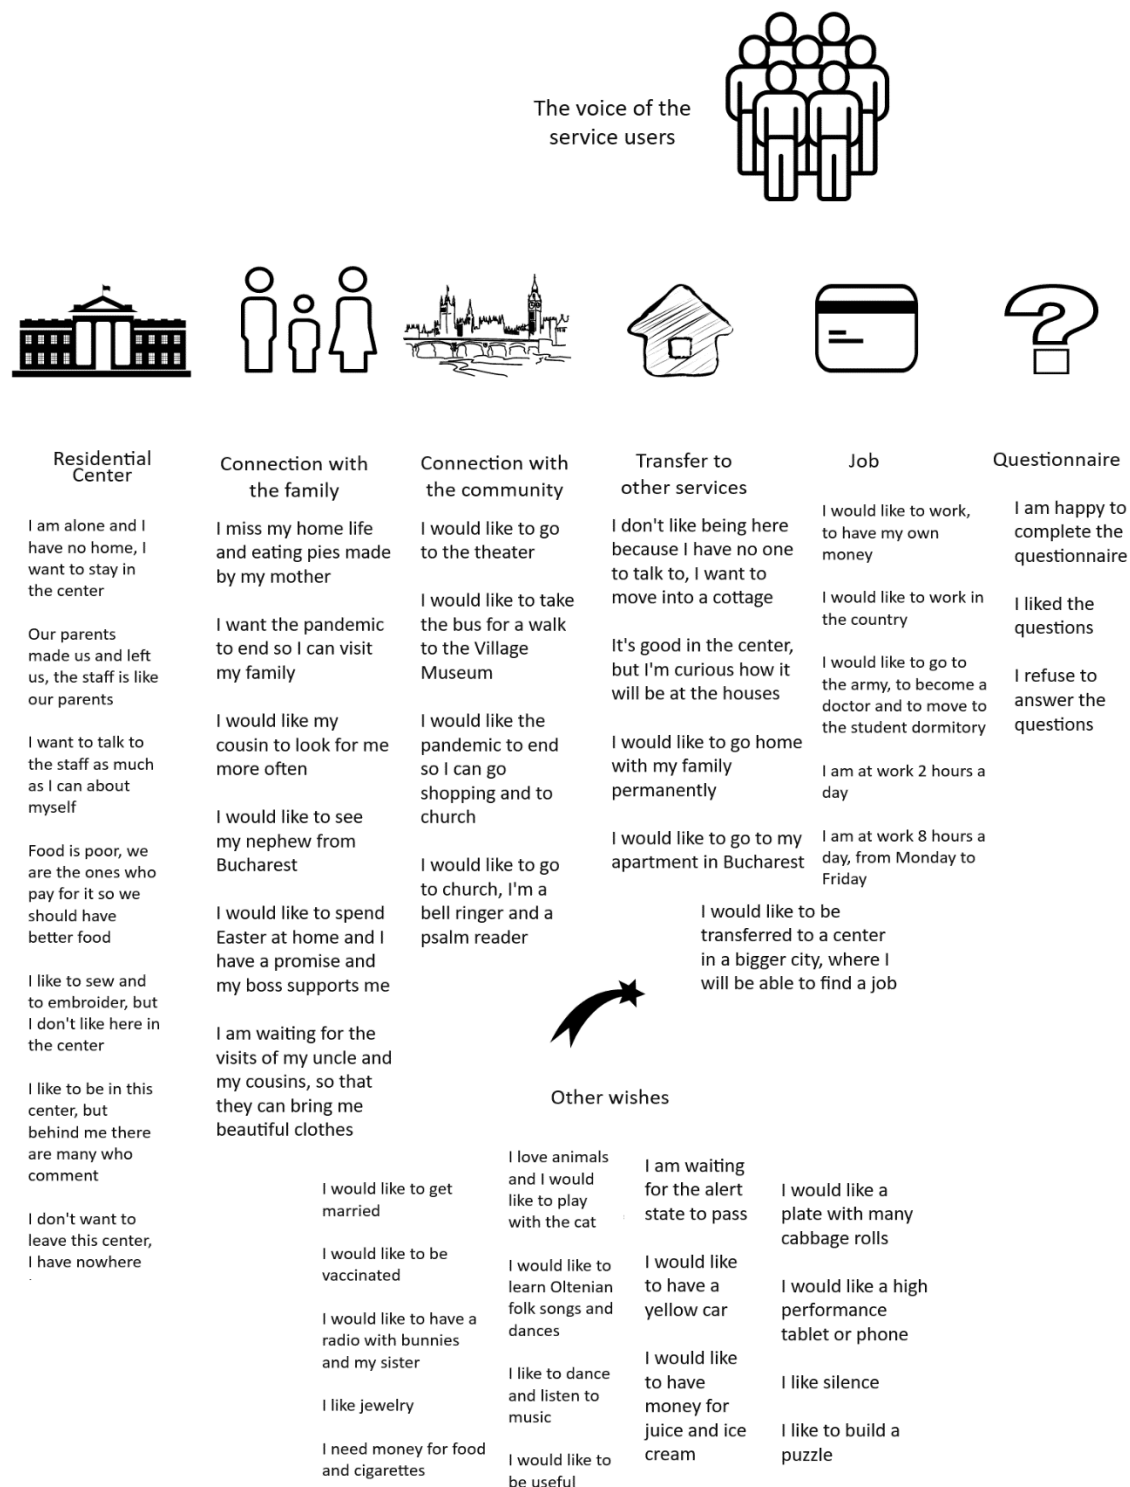 The voice of the
service users
Residential
Center
I am alone and I
have no home, I
want to stay in
the center
Our parents
made us and left
us, the staff is like
our parents
I want to talk to
the staff as much
as I can about
myself
Food is poor, we
are the ones who
pay for it so we
should have
better food
I like to sew and
to embroider, but
I don't like here in
the center
I like to be in this
center, but
behind me there
are many who
comment
I don't want to
leave this center,
I have nowhere
Connection with
the family
I miss my home life
and eating pies made
by my mother
I want the pandemic
to end so I can visit
my family
I would like my
cousin to look for me
more often
I would like to see
my nephew from
Bucharest
I would like to spend
Easter at home and I
have a promise and
my boss supports me
I am waiting for the
visits of my uncle and
my cousins, so that
they can bring me
beautiful clothes
Connection with
the community
I would like to go
to the theater
I would like to take
the bus for a walk
to the Village
Museum
I would like the
pandemic to end
so I can go
shopping and to
church
I would like to go
to church, I'm a
bell ringer and a
psalm reader
Transfer to
other services
I don't like being here
because I have no one
to talk to, I want to
move into a cottage
It's good in the center,
but I'm curious how it
will be at the houses
I would like to go home
with my family
permanently
I would like to go to my
apartment in Bucharest
I would like to be
transferred to a center
in a bigger city, where I
will be able to find a job
Job
I would like to work,
to have my own
money
I would like to work in
the country
I would like to go to
the army, to become a
doctor and to move to
the student dormitory
I am at work 2 hours a
day
I am at work 8 hours a
day, from Monday to
Friday
Questionnaire
I am happy to
complete the
questionnaire
I liked the
questions
I refuse to
answer the
questions
Other wishes
I would like to get
married
I would like to be
vaccinated
I would like to have a
radio with bunnies
and my sister
I like jewelry
I need money for food
and cigarettes
I love animals
and I would
like to play
with the cat
I would like to
learn Oltenian
folk songs and
dances
I like to dance
and listen to
music
I would like to
be useful
I am waiting
for the alert
state to pass
I would like
to have a
yellow car
I would like
to have
money for
juice and ice
cream
I would like a
plate with many
cabbage rolls
I would like a high
performance
tablet or phone
I like silence
I like to build a
puzzle